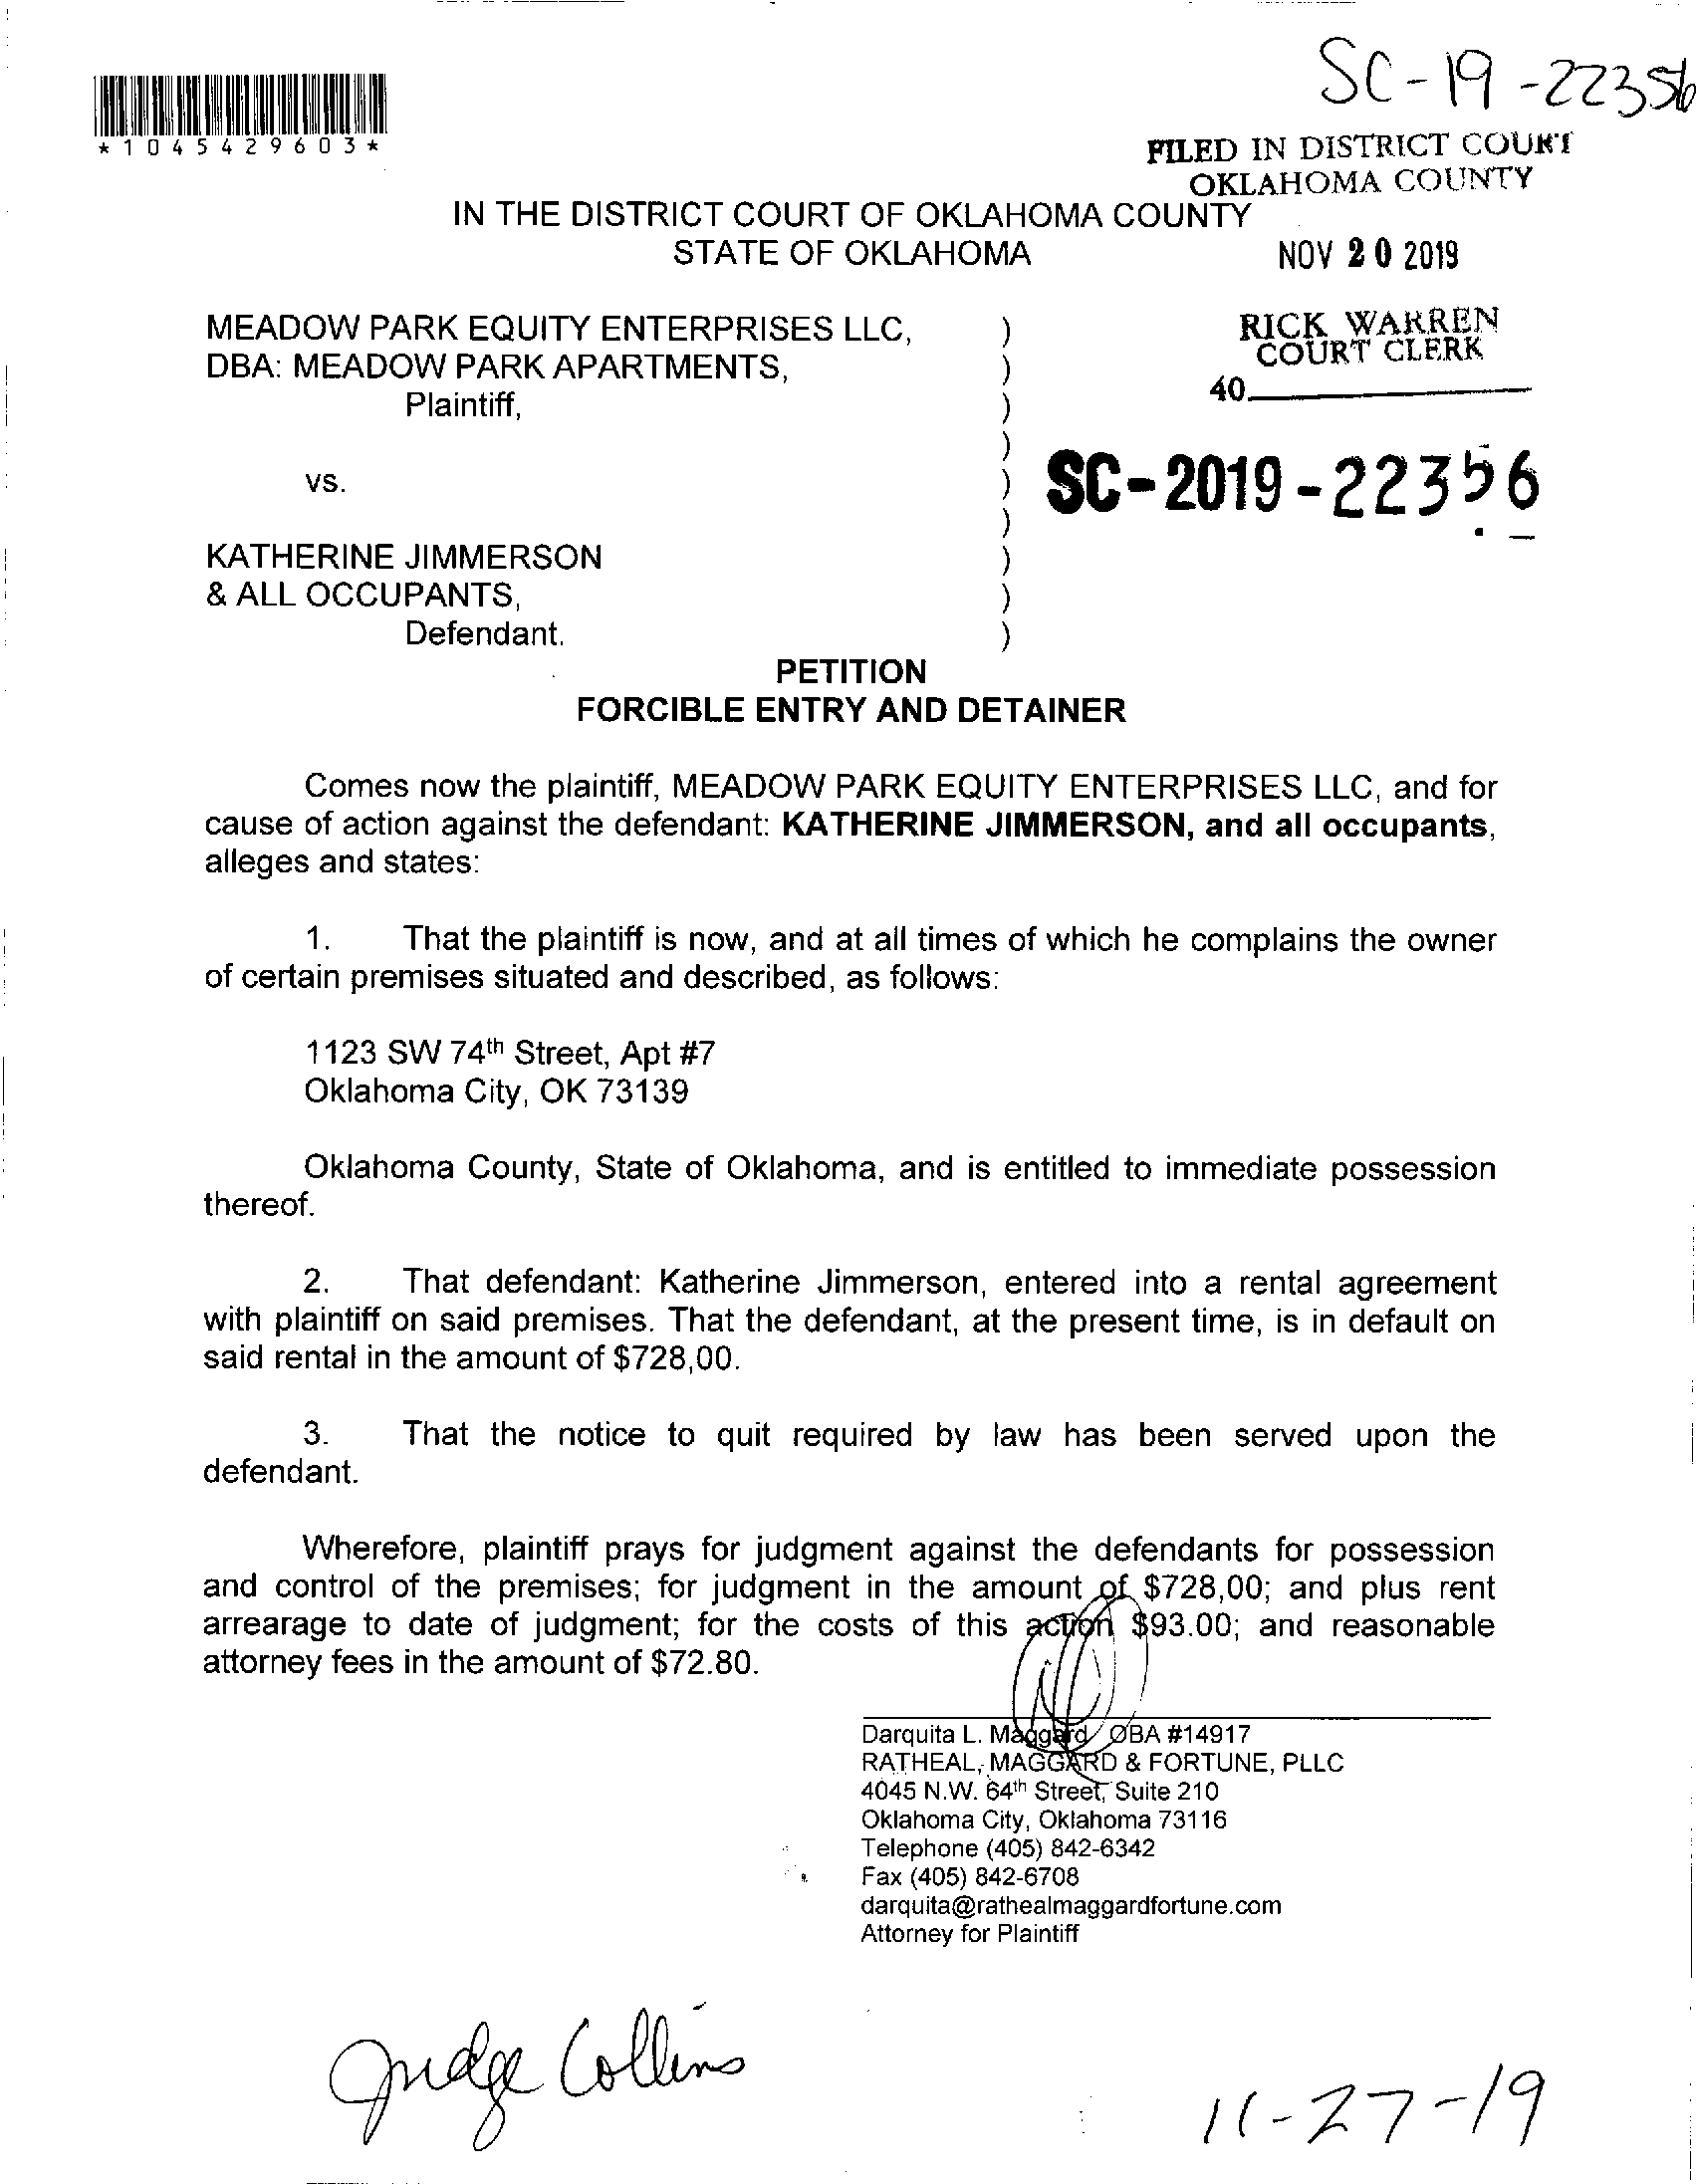 SC-19-22356
*1045429603*
FILED IN DISTRICT COURT
OKLAHOMA COUNTY
IN THE DISTRICT COURT OF OKLAHOMA COUNTY
STATE OF OKLAHOMA
NOV 20 2019
MEADOW PARK EQUITY ENTERPRISES LLC, )
DBA: MEADOW PARK APARTMENTS, )
Plaintiff, )
)
vs. )
)
RICK WARREN
COURT CLERK
40
SC-2019-22356
KATHERINE JIMMERSON )
& ALL OCCUPANTS, )
Defendant. )
PETITION
FORCIBLE ENTRY AND DETAINER
Comes now the plaintiff, MEADOW PARK EQUITY ENTERPRISES LLC, and for
cause of action against the defendant: KATHERINE JIMMERSON, and all occupants,
alleges and states:
1. That the plaintiff is now, and at all times of which he complains the owner
of certain premises situated and described, as follows:
1123 SW 74th Street, Apt #7
Oklahoma City, OK 73139
Oklahoma County, State of Oklahoma, and is entitled to immediate possession
thereof.
2. That defendant: Katherine Jimmerson, entered into a rental agreement
with plaintiff on said premises. That the defendant, at the present time, is in default on
said rental in the amount of $728,00.
3. That the notice to quit required by law has been served upon the
defendant.
Wherefore, plaintiff prays for judgment against the defendants for possession
and control of the premises; for judgment in the amount of $728,00; and plus rent
arrearage to date of judgment; for the costs of this action $93.00; and reasonable
attorney fees in the amount of $72.80.
Darquita L. Maggard OBA #14917
RATHEAL, MAGGARD & FORTUNE, PLLC
4045 N.W. 64th Street, Suite 210
Oklahoma City, Oklahoma 73116
Telephone (405) 842-6342
Fax (405) 842-6708
darquita@rathealmaggardfortune.com
Attorney for Plaintiff
Judge Collins
11-27-19